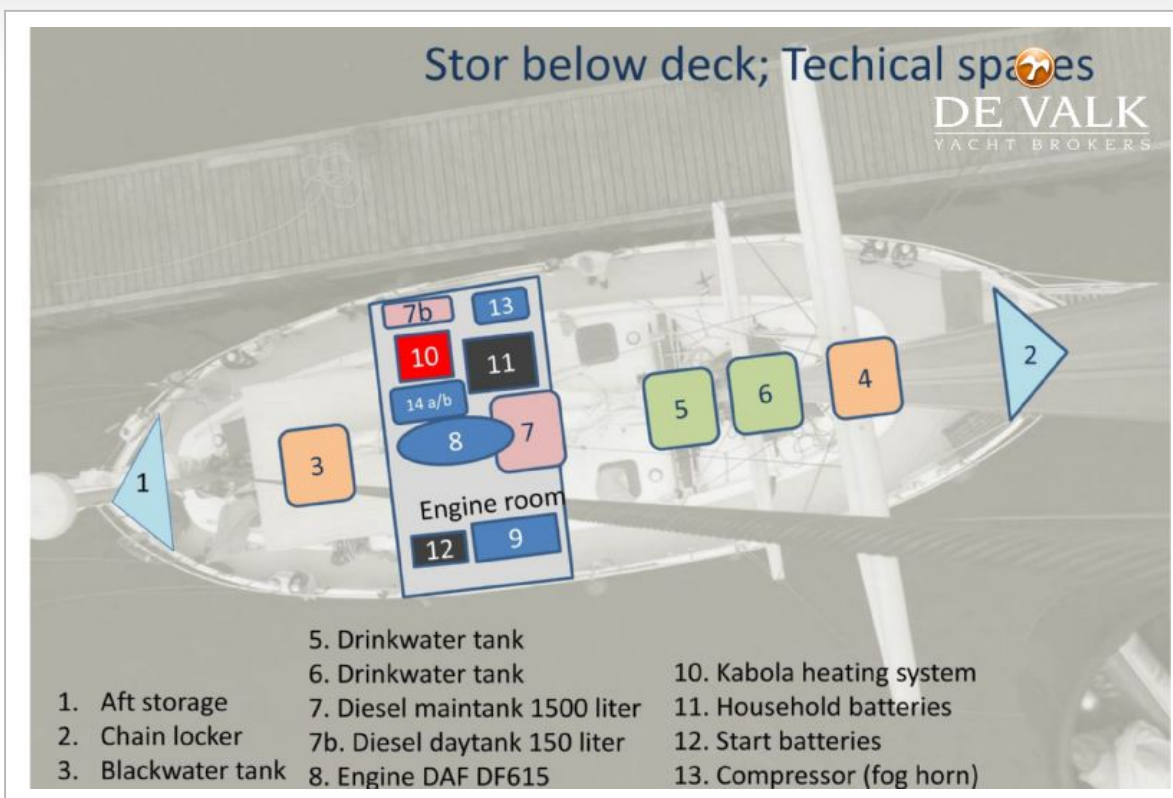 Stor below deck; Techical spa es
DE VALK
YACHT BROKERS
7b
13
10
11
14 a/b
8
7
5
6
4
2
3
1
Engine room
12
9
1. Aft storage
2. Chain locker
3. Blackwater tank
5. Drinkwater tank
6. Drinkwater tank
7. Diesel maintank 1500 liter
7b. Diesel daytank 150 liter
8. Engine DAF DF615
10. Kabola heating system
11. Household batteries
12. Start batteries
13. Compressor (fog horn)